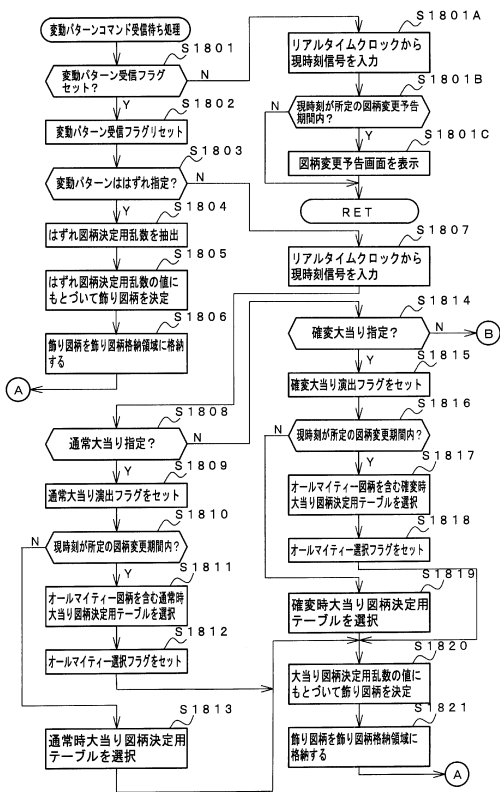 変動パターンコマンド受信待ち処理
S1801
変動パターン受信フラグ
セット?
N
Y
S1802
変動パターン受信フラグリセット
S1803
変動パターンははずれ指定?
N
Y
S1804
はずれ図柄決定用乱数を抽出
S1805
はずれ図柄決定用乱数の値に
もとづいて飾り図柄を決定
S1806
飾り図柄を飾り図柄格納領域に格納
する
A
S1801A
リアルタイムクロックから
現時刻信号を入力
S1801B
現時刻が所定の図柄変更予告
期間内?
N
Y
S1801C
図柄変更予告画面を表示
RET
S1807
リアルタイムクロックから
現時刻信号を入力
S1808
通常大当り指定?
N
Y
S1809
通常大当り演出フラグをセット
S1810
現時刻が所定の図柄変更期間内?
N
Y
S1811
オールマイティー図柄を含む通常時
大当り図柄決定用テーブルを選択
S1812
オールマイティー選択フラグをセット
S1813
通常時大当り図柄決定用
テーブルを選択
S1814
確変大当り指定?
N
B
Y
S1815
確変大当り演出フラグをセット
S1816
現時刻が所定の図柄変更期間内?
N
Y
S1817
オールマイティー図柄を含む確変時
大当り図柄決定用テーブルを選択
S1818
オールマイティー選択フラグをセット
S1819
確変時大当り図柄決定用
テーブルを選択
S1820
大当り図柄決定用乱数の値に
もとづいて飾り図柄を決定
S1821
飾り図柄を飾り図柄格納領域に
格納する
A